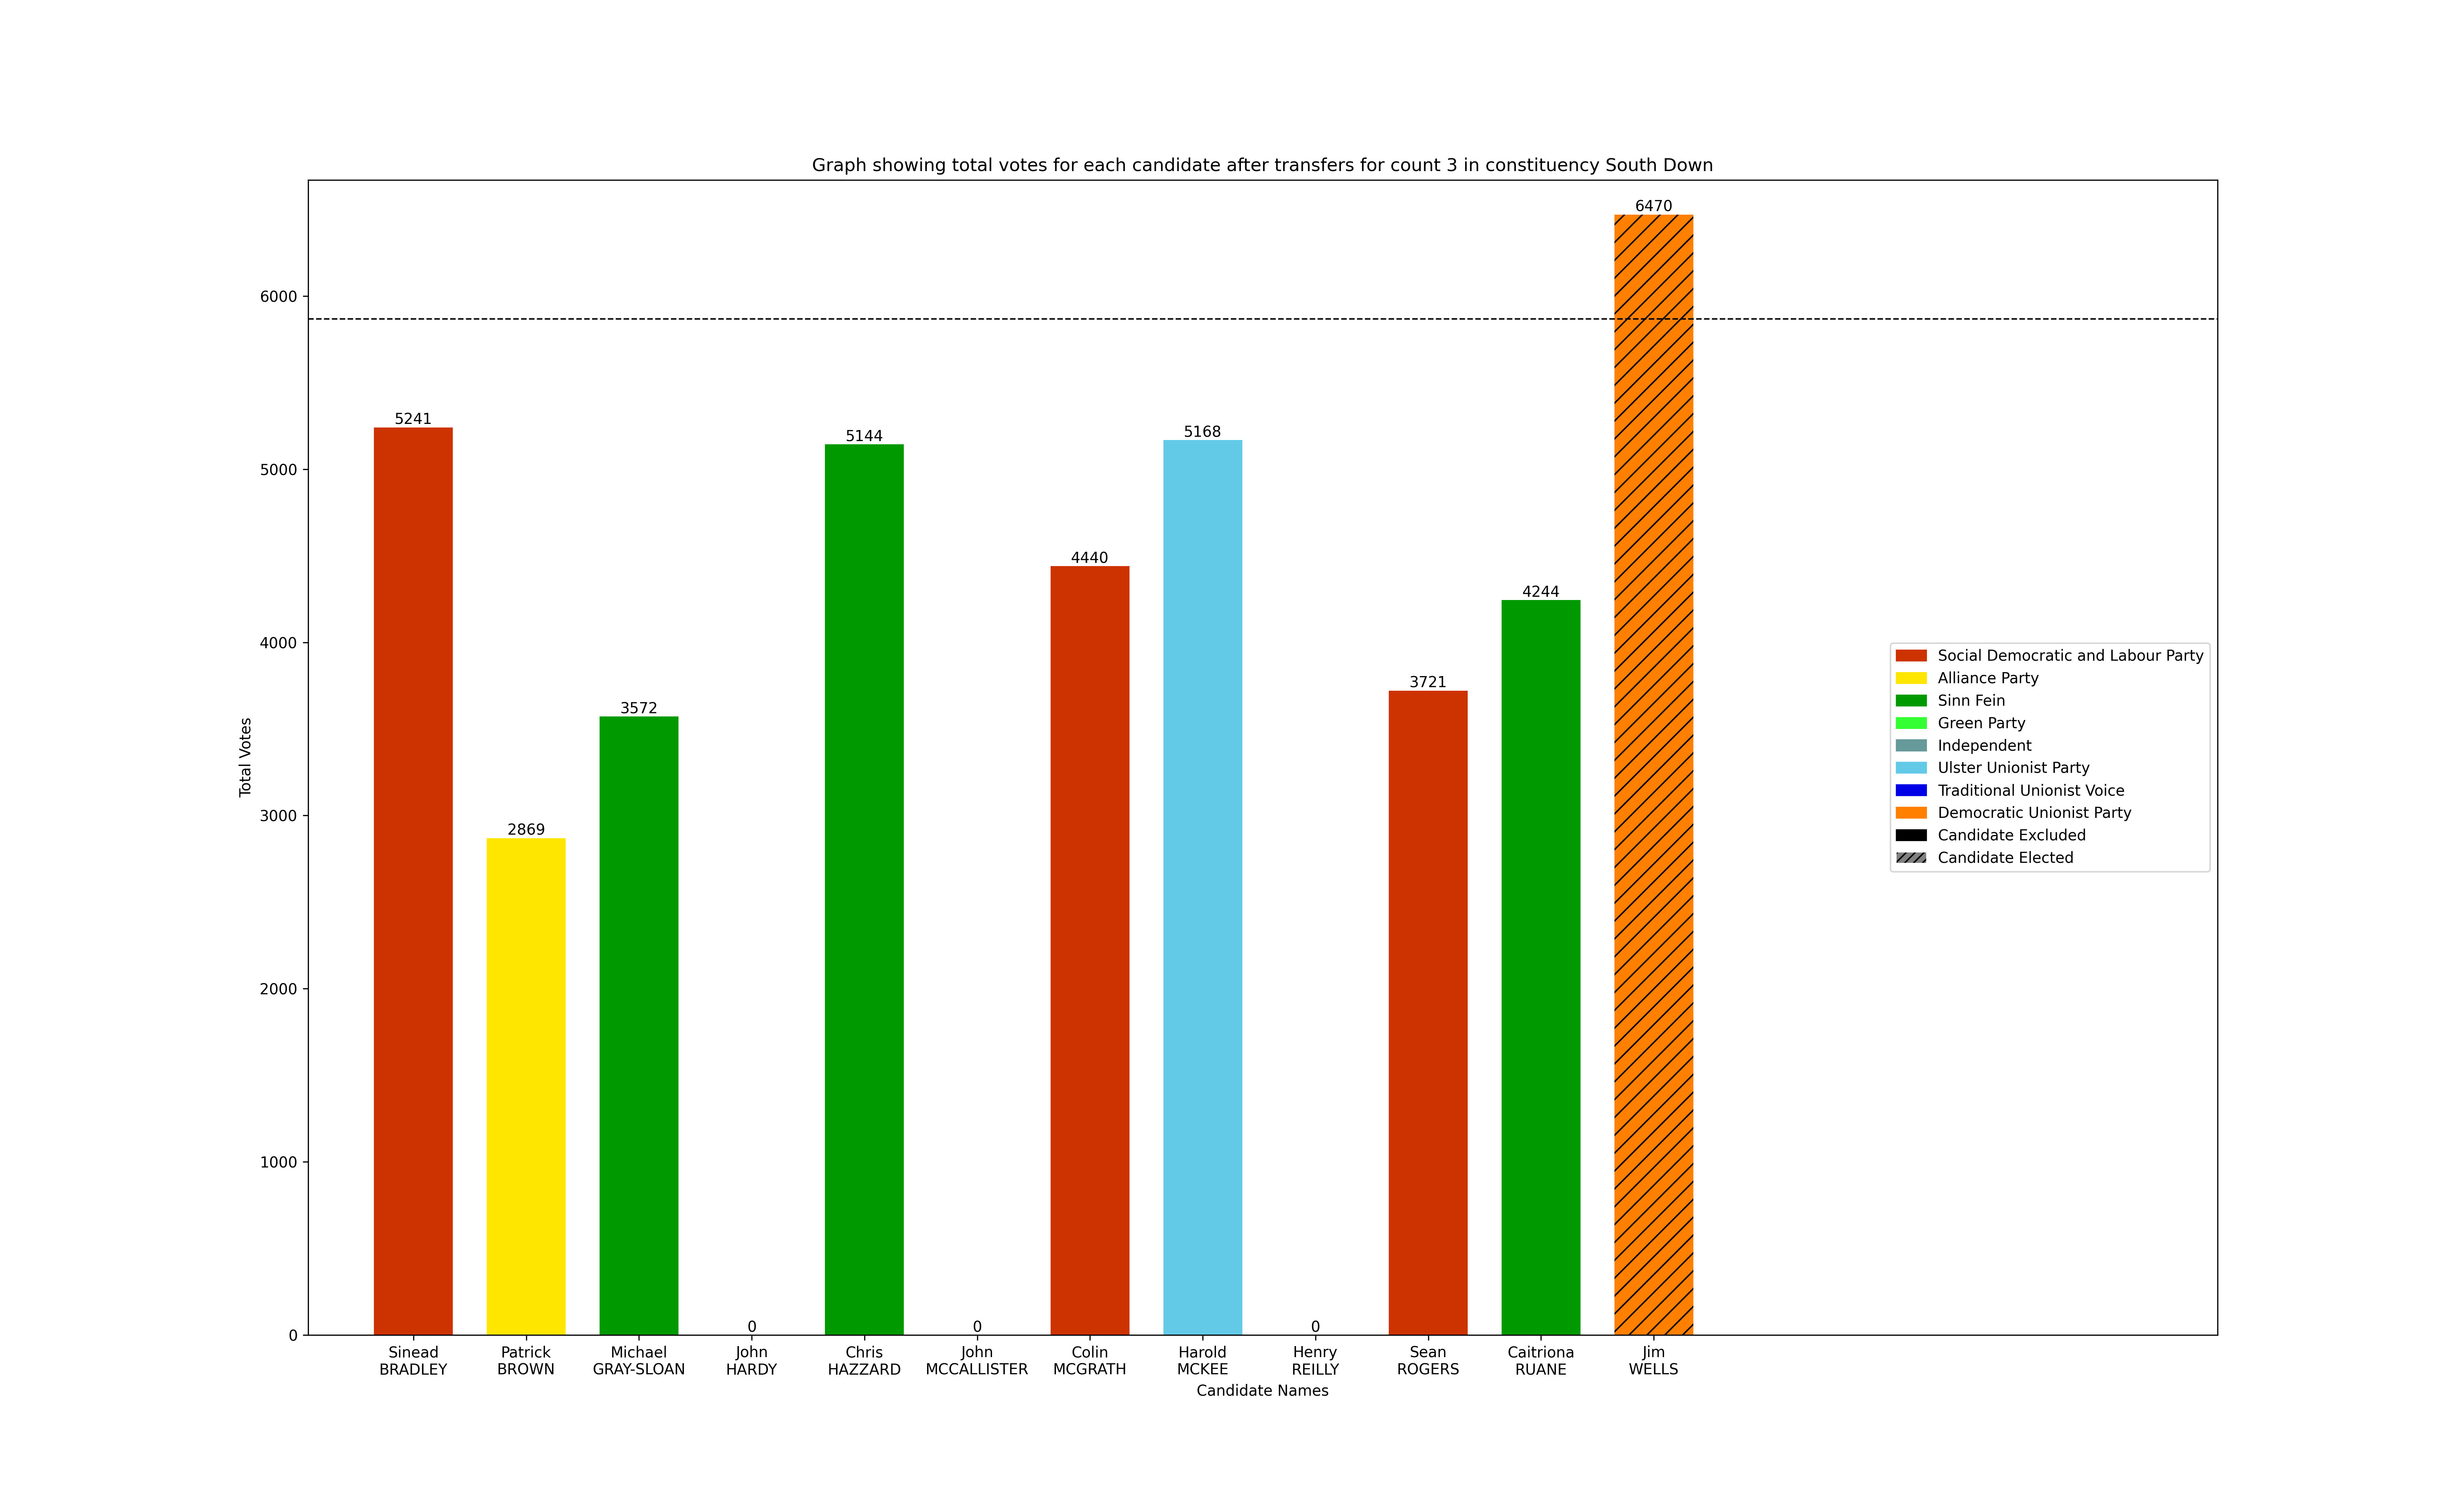 Graph showing total votes for each candidate after transfers for count 3 in constituency South Down
Total Votes
6000
5000
4000
3000
2000
1000
0
5241
2869
3572
0
5144
0
4440
5168
0
3721
4244
6470
Sinead
BRADLEY
Patrick
BROWN
Michael
GRAY-SLOAN
John
HARDY
Chris
HAZZARD
John
MCCALLISTER
Colin
MCGRATH
Harold
MCKEE
Henry
REILLY
Sean
ROGERS
Caitriona
RUANE
Jim
WELLS
Candidate Names
Social Democratic and Labour Party
Alliance Party
Sinn Fein
Green Party
Independent
Ulster Unionist Party
Traditional Unionist Voice
Democratic Unionist Party
Candidate Excluded
Candidate Elected